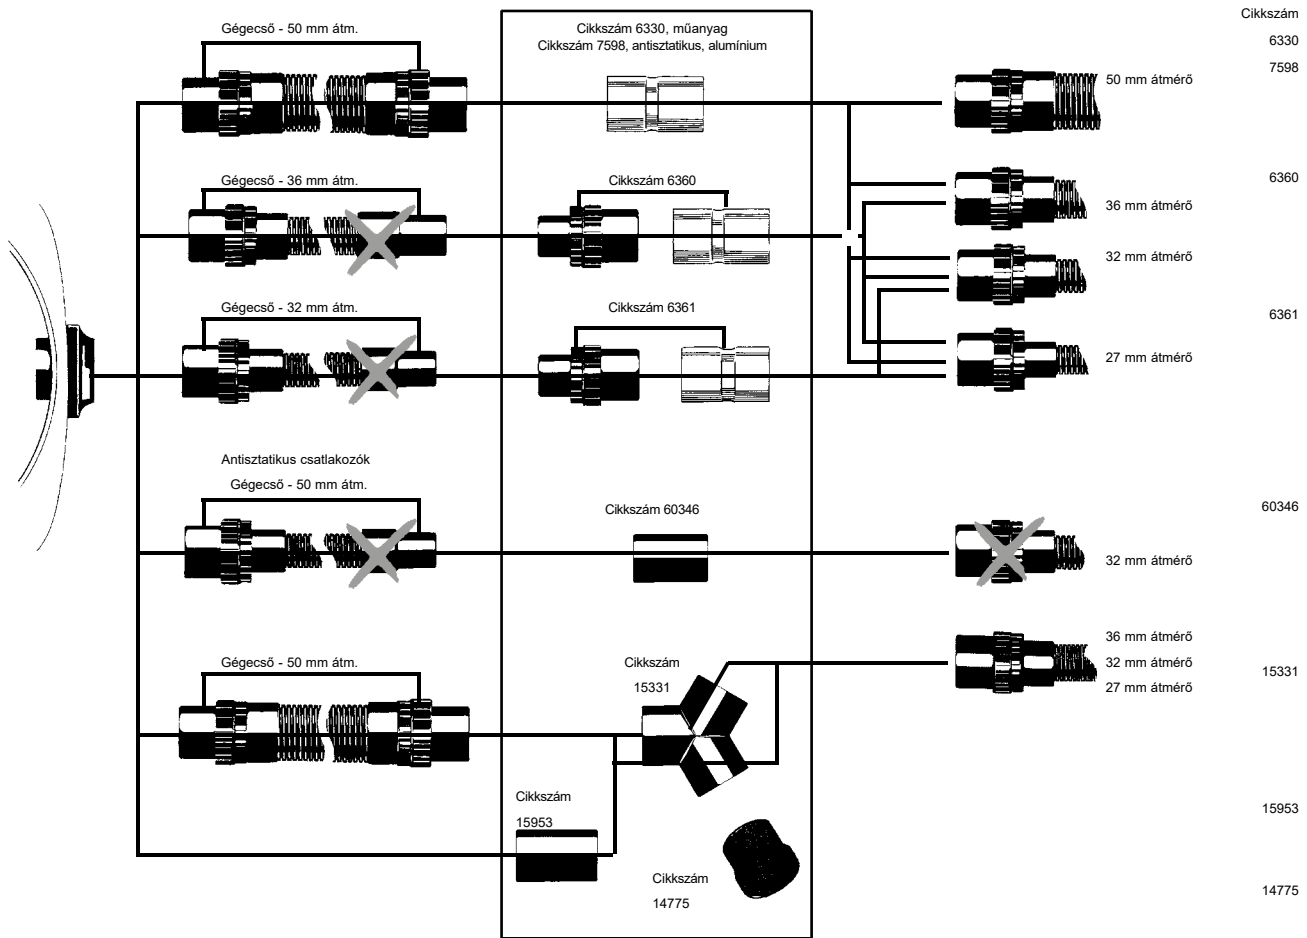 Cikkszám
Gégecső - 50 mm átm.
Cikkszám 6330, műanyag
Cikkszám 7598, antisztatikus, alumínium
6330
7598
50 mm átmérő
Gégecső - 36 mm átm.
Cikkszám 6360
6360
36 mm átmérő
32 mm átmérő
Gégecső - 32 mm átm.
Cikkszám 6361
6361
27 mm átmérő
Antisztatikus csatlakozók
Gégecső - 50 mm átm.
Cikkszám 60346
60346
32 mm átmérő
36 mm átmérő
Gégecső - 50 mm átm.
Cikkszám
15331
32 mm átmérő
27 mm átmérő
15331
Cikkszám
15953
15953
Cikkszám
14775
14775